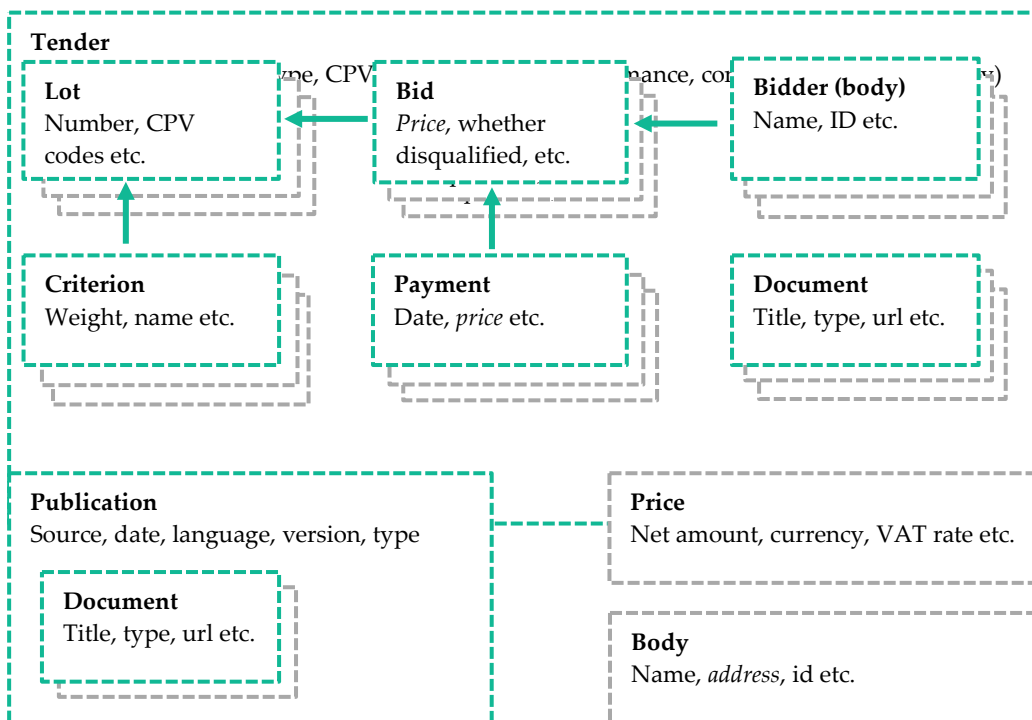 Tender
CPV
Lot
Number, CPV
codes etc.
Bid
Price, whether
disqualified, etc.
Bidder (body)
Name, ID etc.
Criterion
Weight, name etc.
Payment
Date, price etc.
Document
Title, type, url etc.
Publication
Source, date, language, version, type
Document
Title, type, url etc.
Price
Net amount, currency, VAT rate etc.
Body
Name, address, id etc.